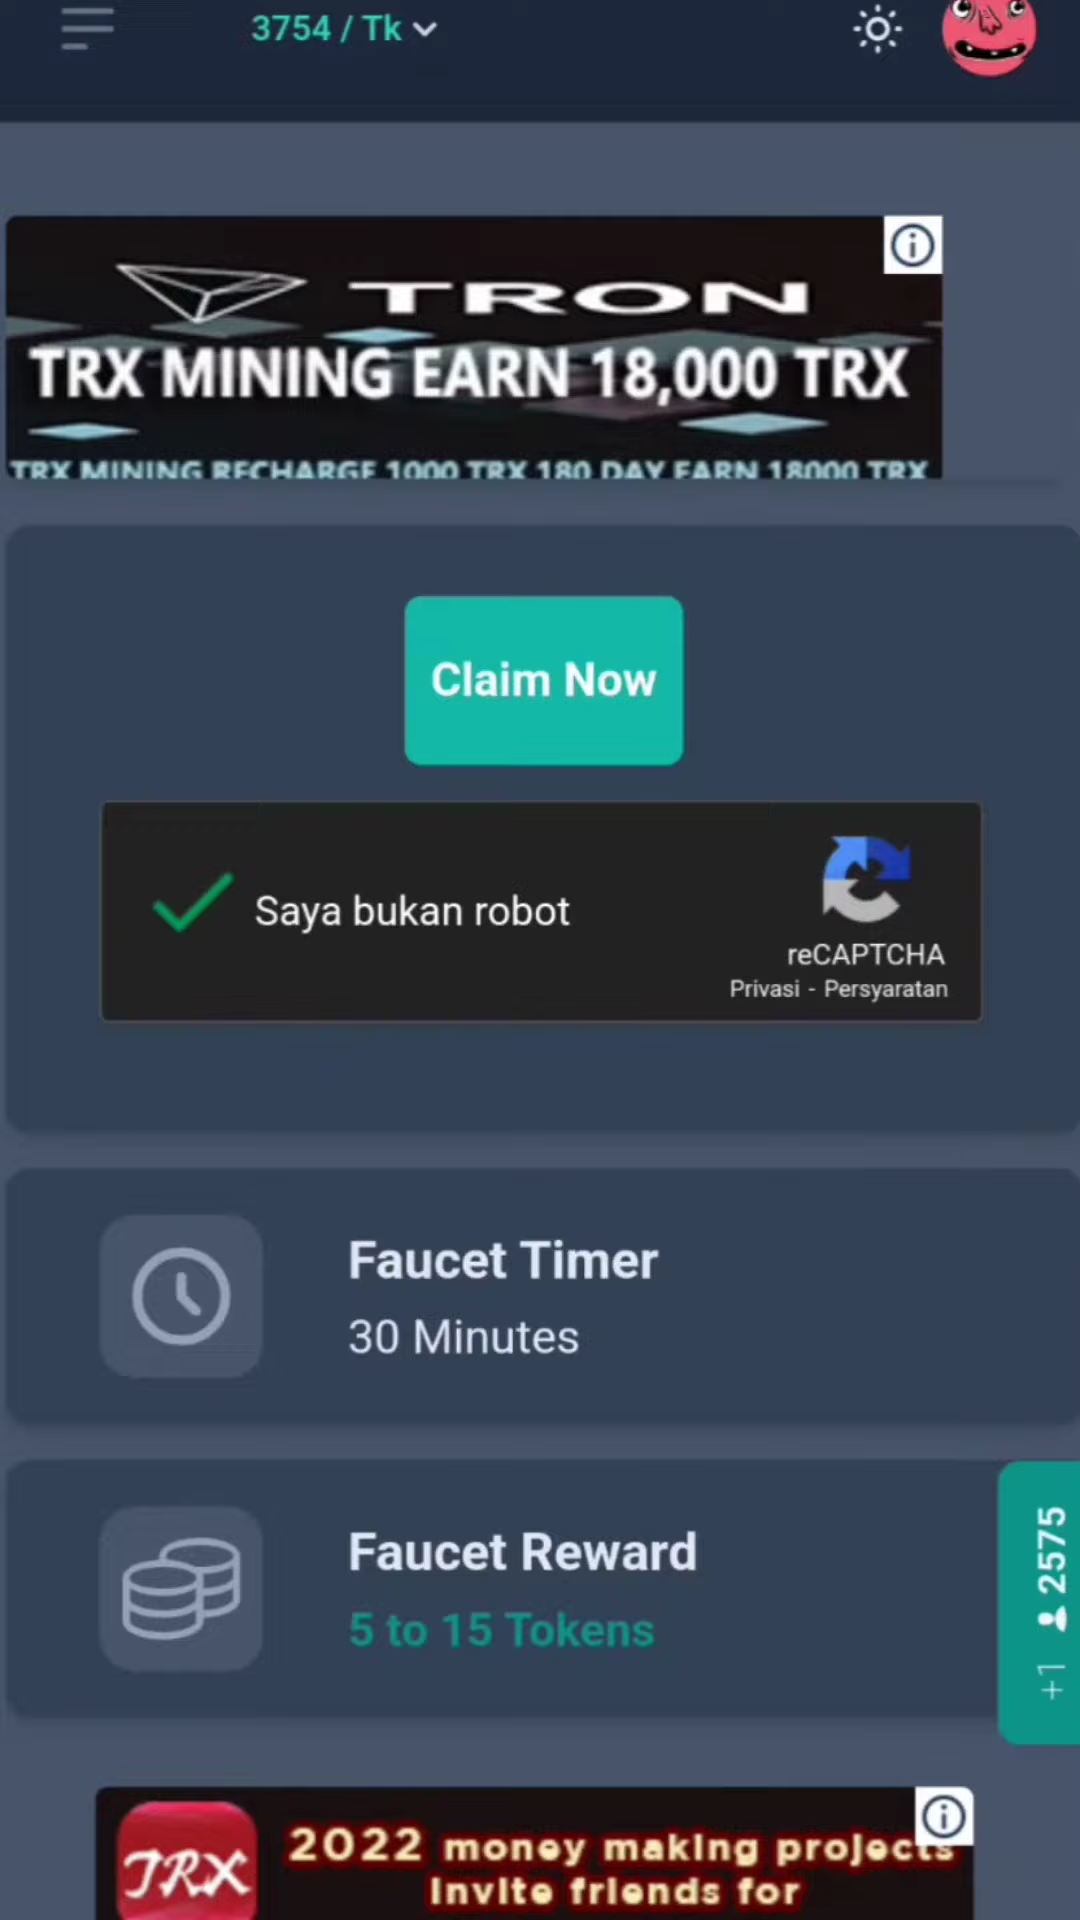 3754 / Tk
TRON
TRX MINING EARN 18,000 TRX
TRX MINING RECHARGE 1000 TRX 180 DAY EARN 18000 TRX
Claim Now
Saya bukan robot
reCAPTCHA
Privasi - Persyaratan
Faucet Timer
30 Minutes
Faucet Reward
5 to 15 Tokens
+1 2575
TRX
2022 money making projects
Invite friends for